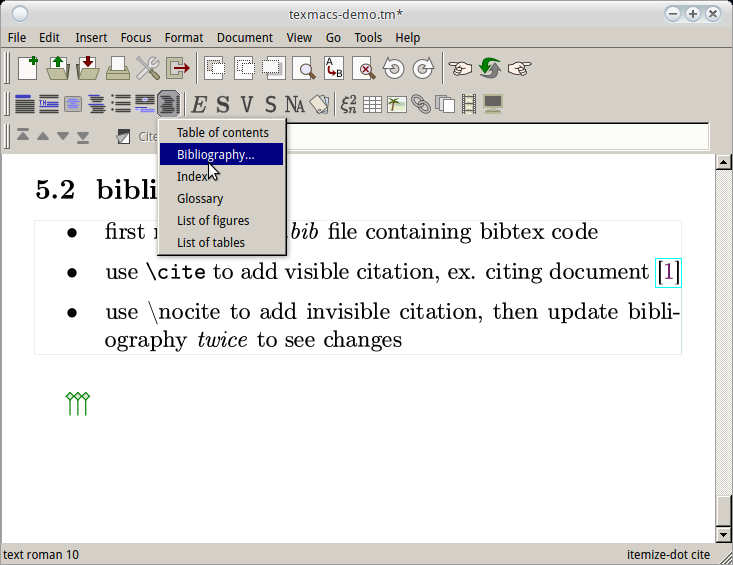 texmacs-demo.tm*
File Edit Insert Focus Format Document View Go Tools Help
E S V S NA
Cite
Table of contents
Bibliography...
Index
Glossary
List of figures
List of tables
5.2 bibli
• first .bib file containing bibtex code
• use \cite to add visible citation, ex. citing document [1]
• use \nocite to add invisible citation, then update bibli-
ography twice to see changes
text roman 10 itemize-dot cite